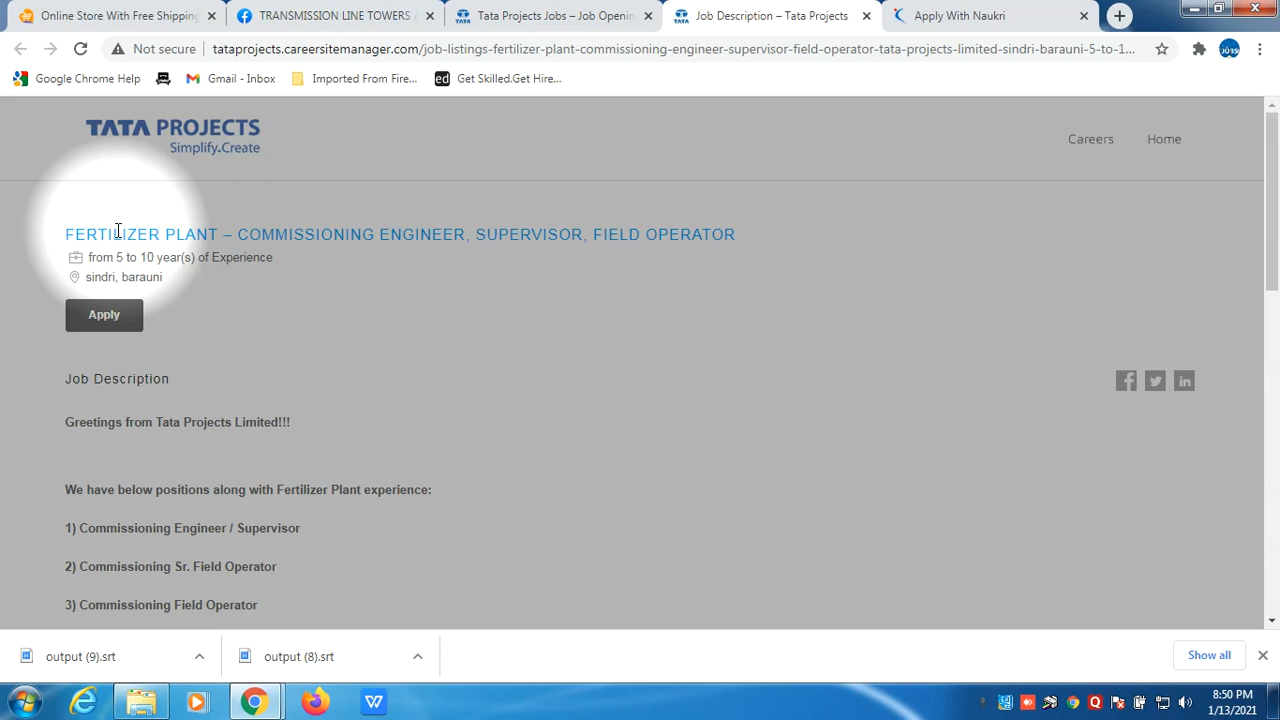 Online Store With Free Shipping
TRANSMISSION LINE TOWERS
Tata Projects Jobs – Job Openin
Job Description – Tata Projects
Apply With Naukri
Not secure
tataprojects.careersitemanager.com/job-listings-fertilizer-plant-commissioning-engineer-supervisor-field-operator-tata-projects-limited-sindri-barauni-5-to-1...
Google Chrome Help
Gmail - Inbox
Imported From Fire...
ed
Get Skilled.Get Hire...
TATA PROJECTS
Simplify.Create
Careers
Home
FERTILIZER PLANT – COMMISSIONING ENGINEER, SUPERVISOR, FIELD OPERATOR
from 5 to 10 year(s) of Experience
sindri, barauni
Apply
Job Description
Greetings from Tata Projects Limited!!!
We have below positions along with Fertilizer Plant experience:
1) Commissioning Engineer / Supervisor
2) Commissioning Sr. Field Operator
3) Commissioning Field Operator
output (9).srt
output (8).srt
Show all
8:50 PM
1/13/2021